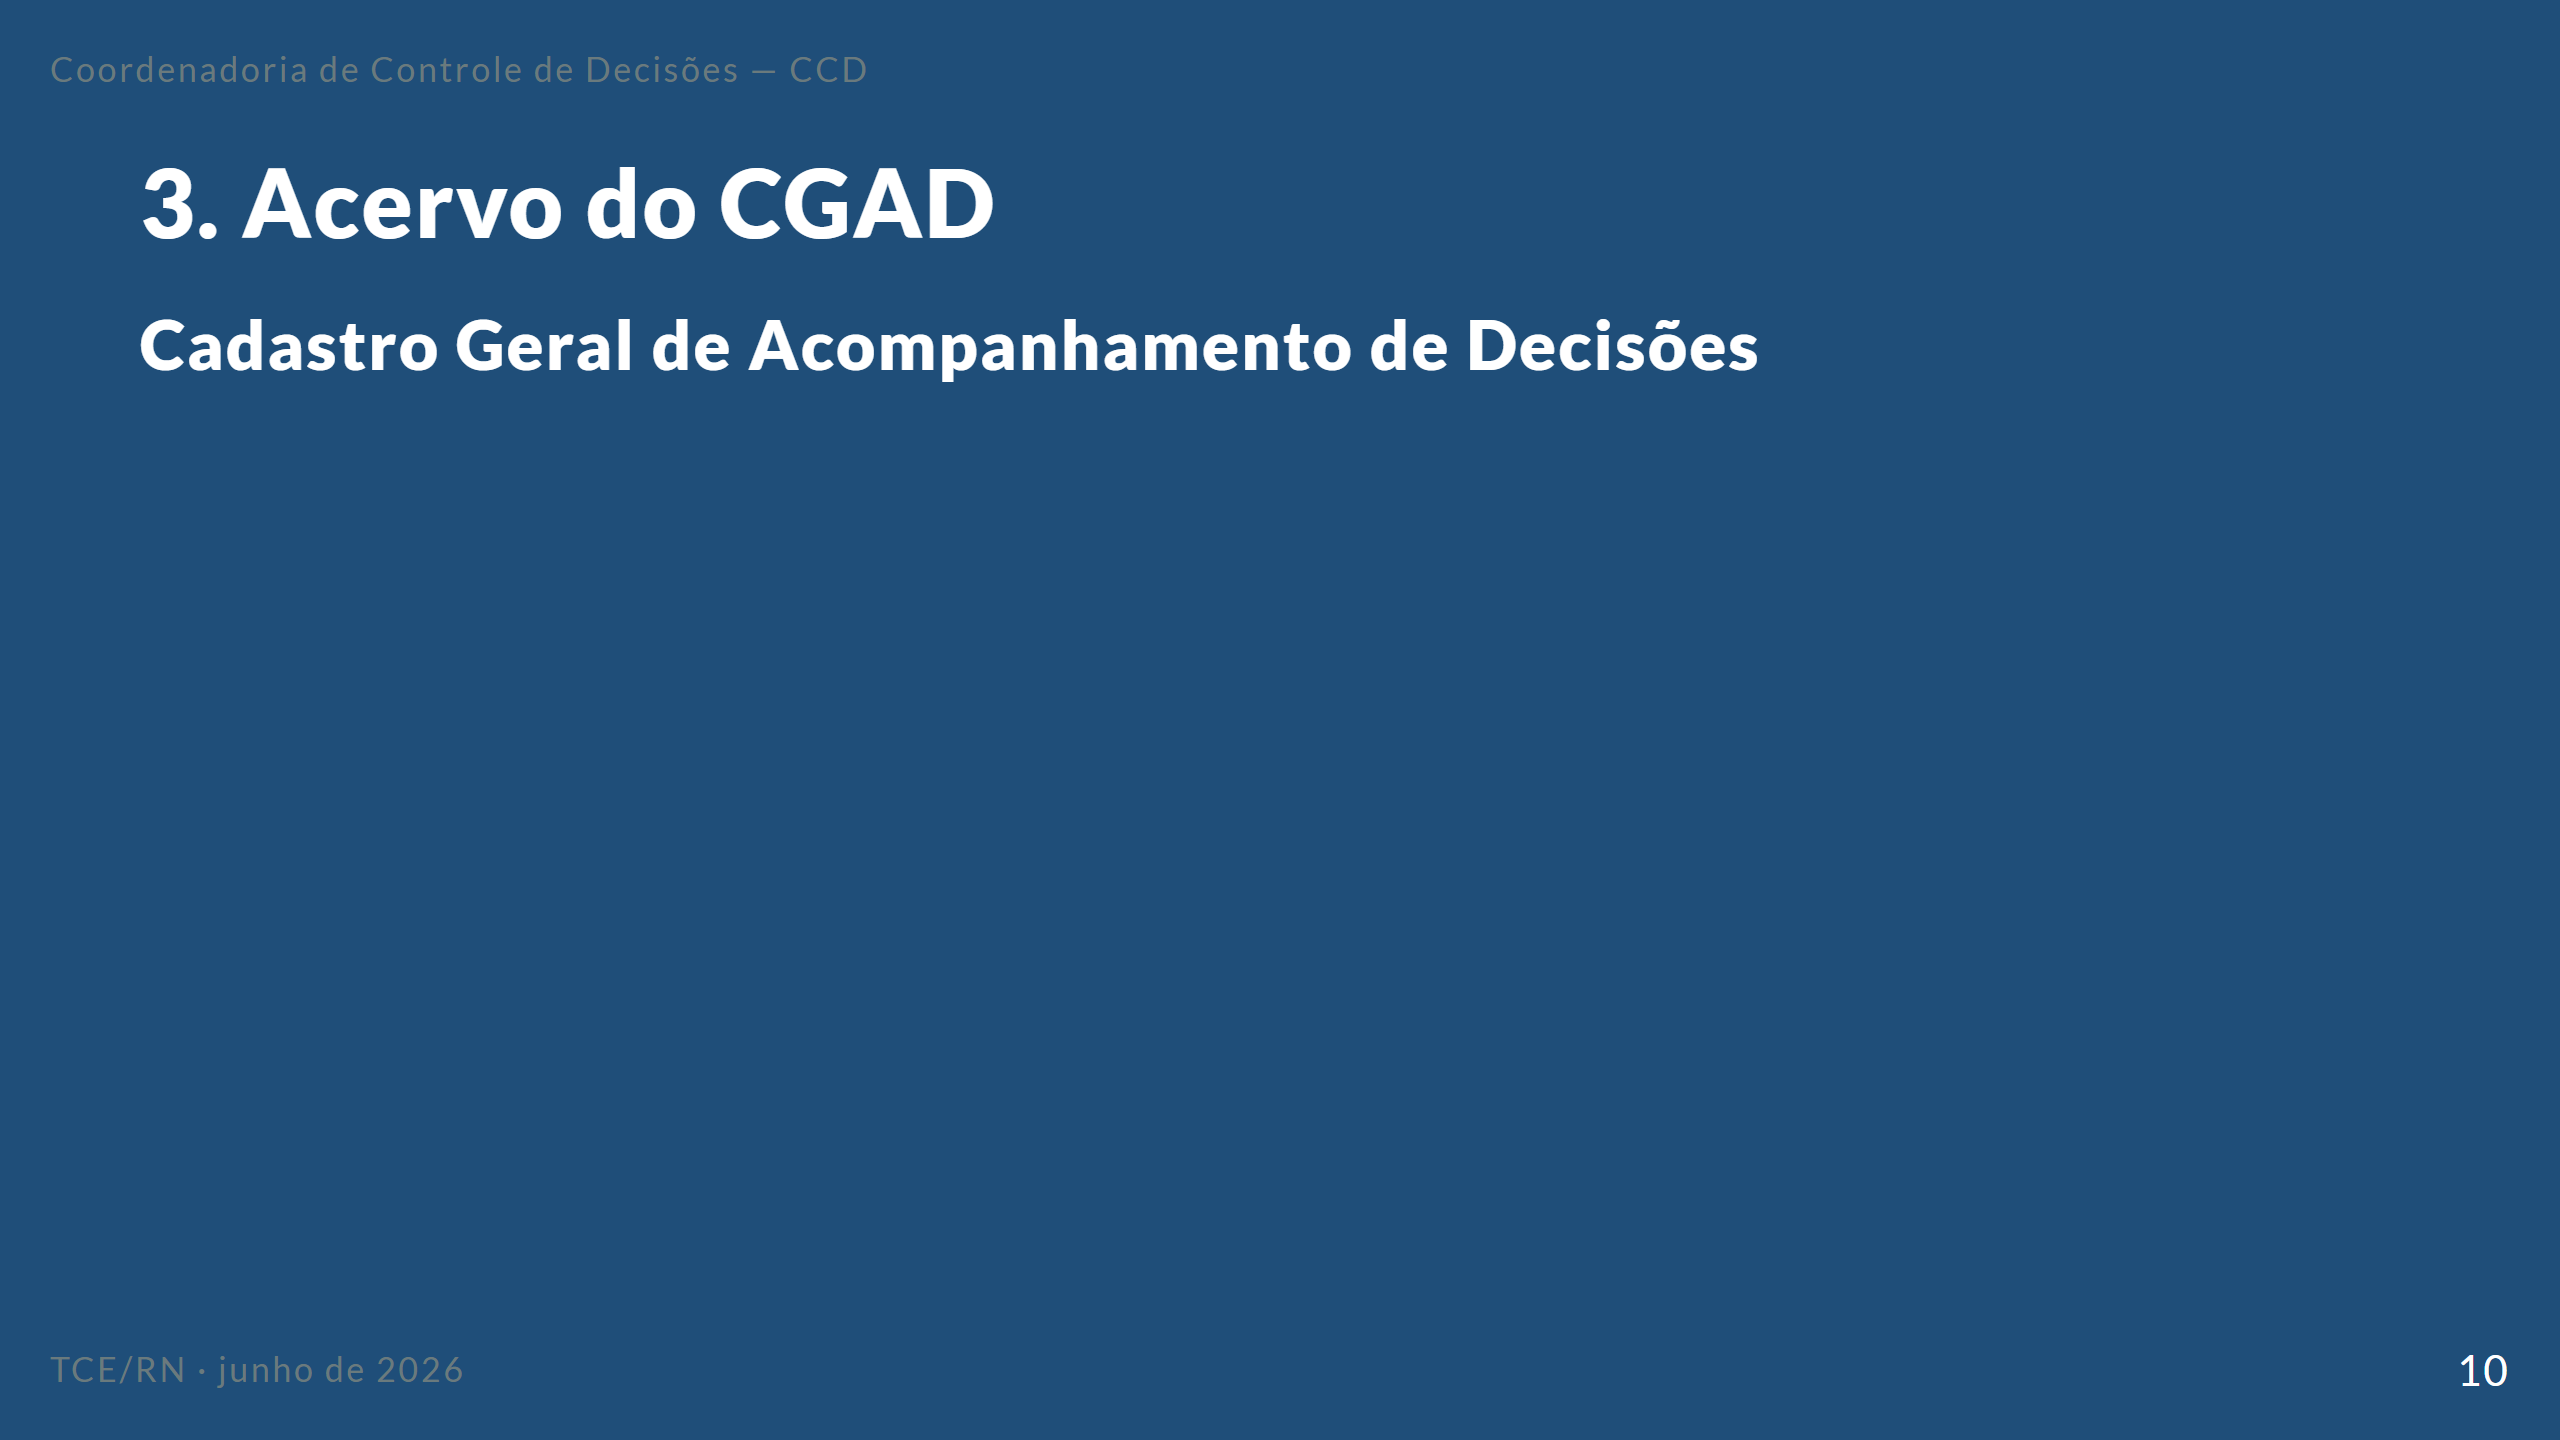 Coordenadoria de Controle de Decisões — CCD
3. Acervo do CGAD
Cadastro Geral de Acompanhamento de Decisões
TCE/RN · junho de 2026
10